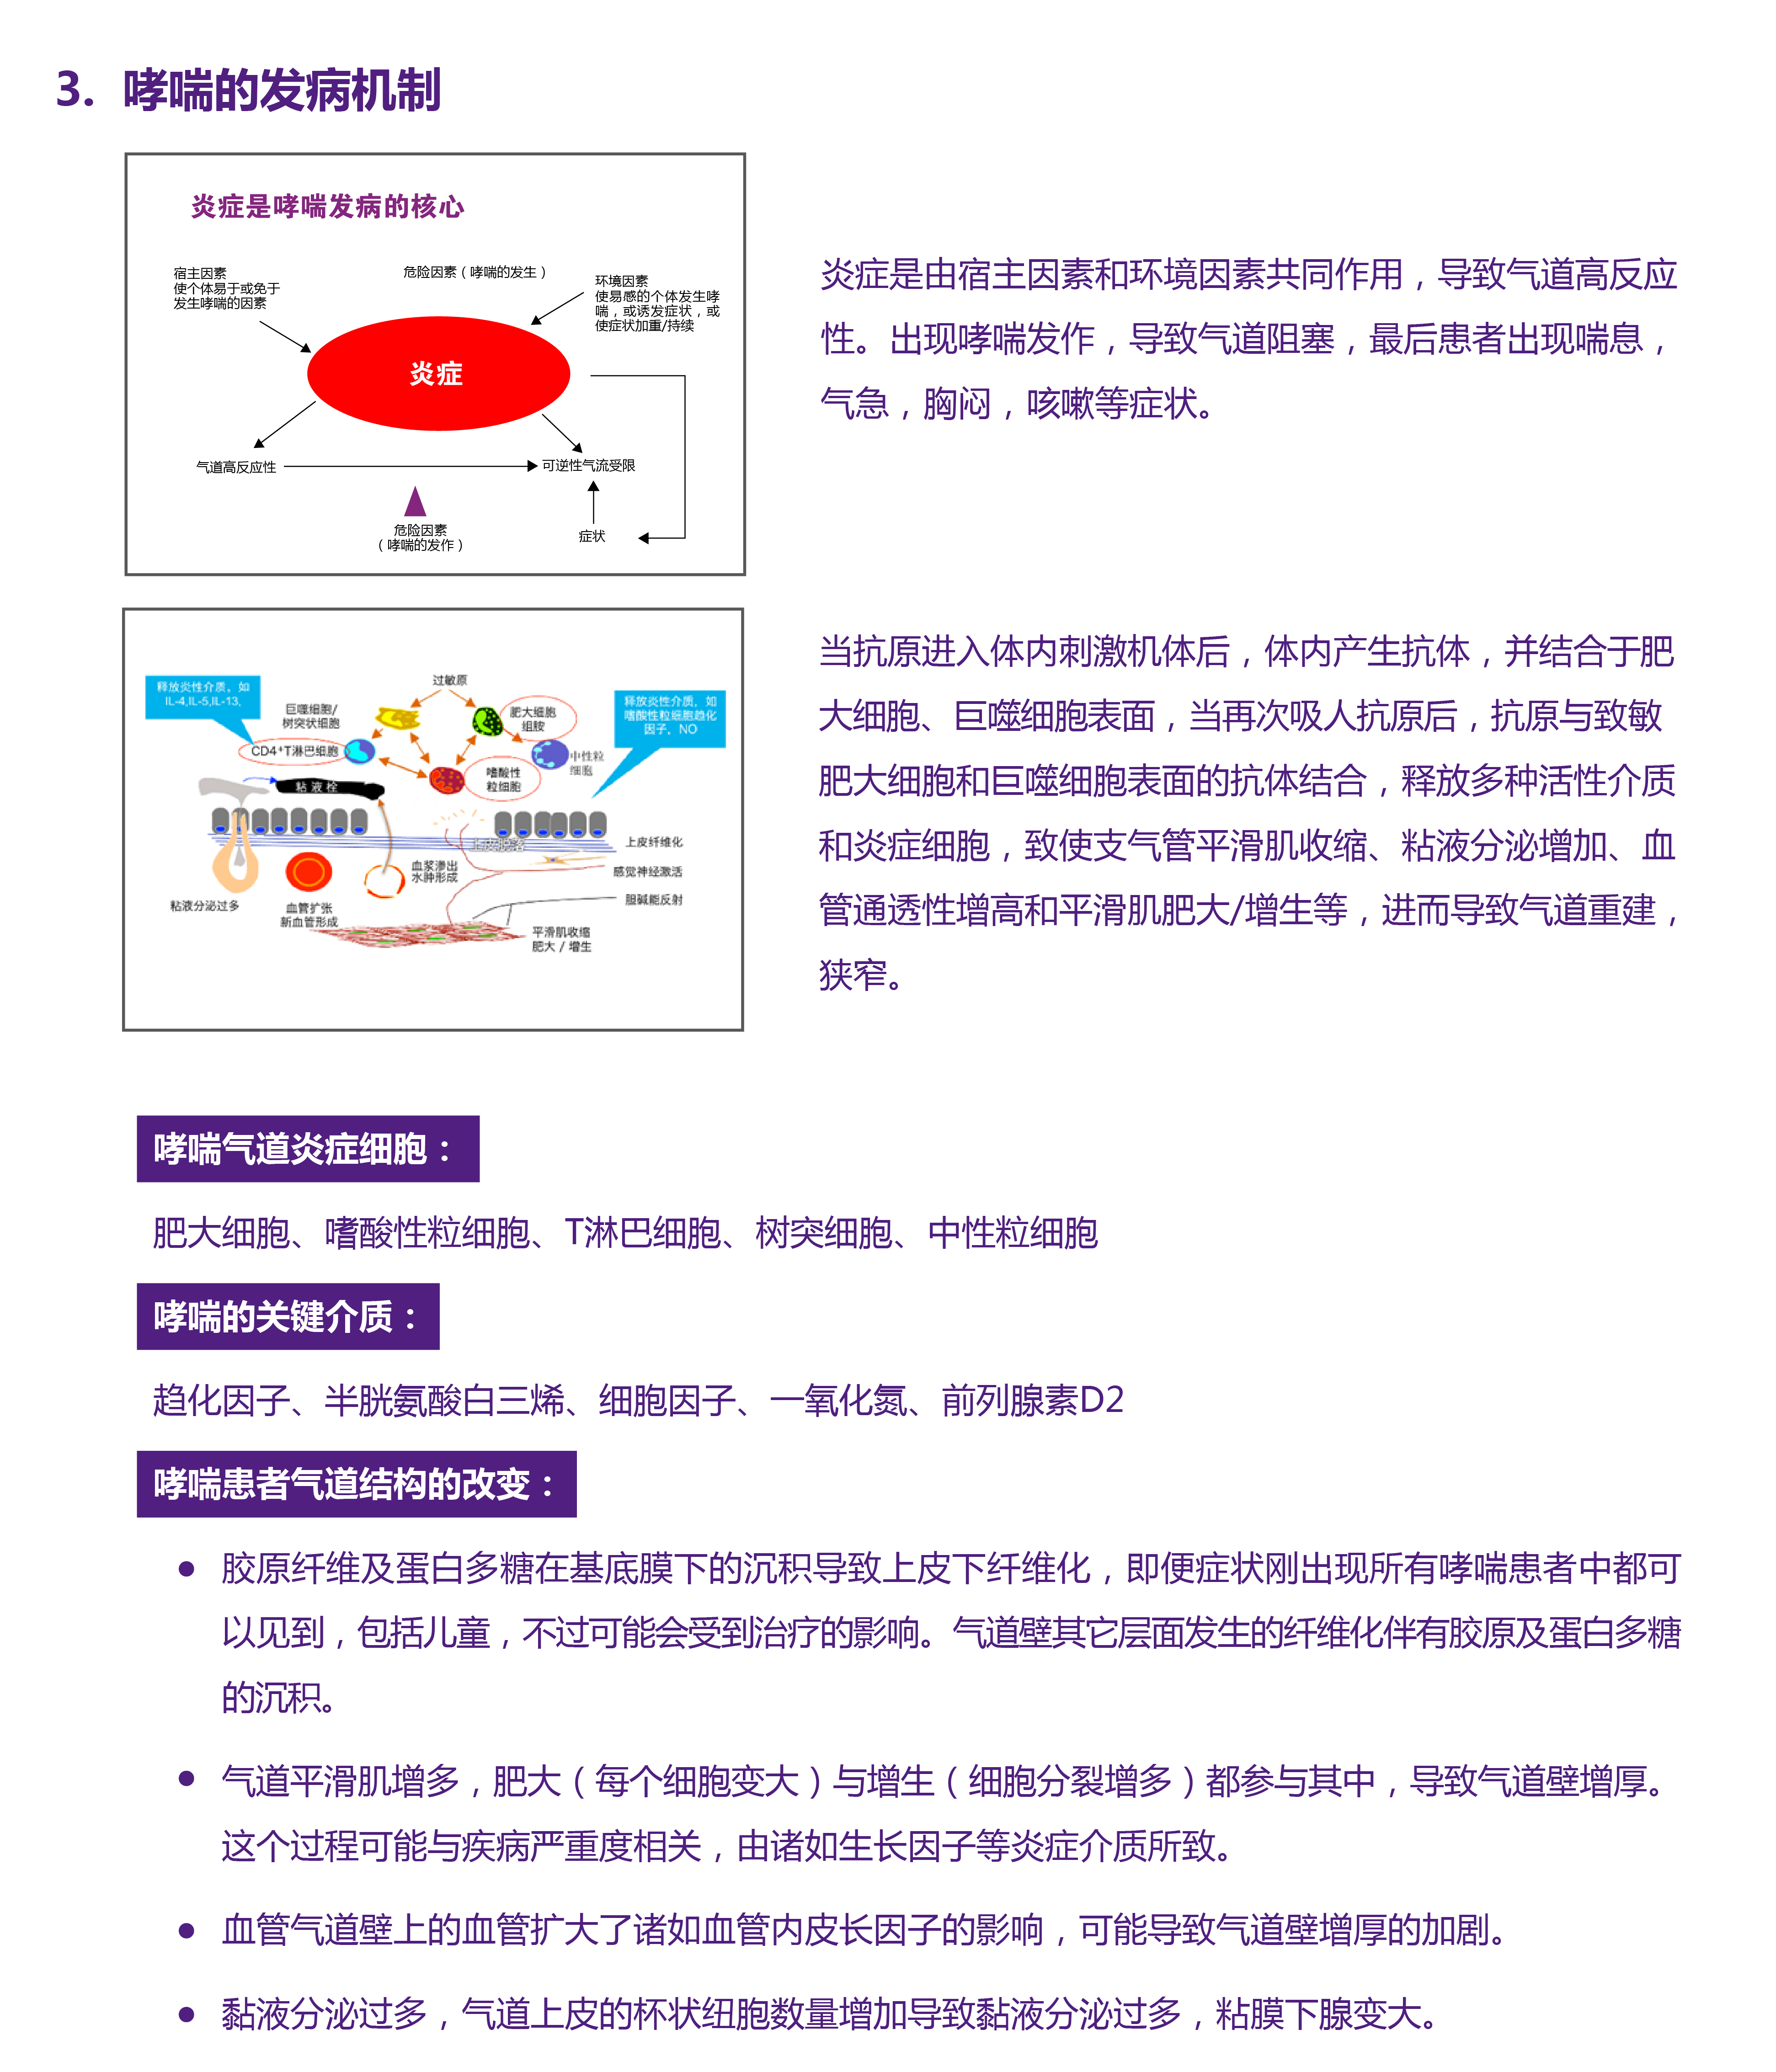 3. 哮喘的发病机制
炎症是哮喘发病的核心
宿主因素
使个体易于或免于
发生哮喘的因素
危险因素（哮喘的发生）
环境因素
使易感的个体发生哮
喘，或诱发症状，或
使症状加重/持续
炎症
气道高反应性
可逆性气流受限
危险因素
（哮喘的发作）
症状
炎症是由宿主因素和环境因素共同作用，导致气道高反应
性。出现哮喘发作，导致气道阻塞，最后患者出现喘息，
气急，胸闷，咳嗽等症状。
释放炎性介质，如
IL-4,IL-5,IL-13,
巨噬细胞/
树突状细胞
过敏原
肥大细胞
组胺
释放炎性介质，如
嗜酸性粒细胞趋化
因子，NO
CD4+T淋巴细胞
中性粒
细胞
嗜酸性
粒细胞
粘液栓
上皮脱落
上皮纤维化
血浆渗出
水肿形成
感觉神经激活
粘液分泌过多
血管扩张
新血管形成
胆碱能反射
平滑肌收缩
肥大 / 增生
当抗原进入体内刺激机体后，体内产生抗体，并结合于肥
大细胞、巨噬细胞表面，当再次吸人抗原后，抗原与致敏
肥大细胞和巨噬细胞表面的抗体结合，释放多种活性介质
和炎症细胞，致使支气管平滑肌收缩、粘液分泌增加、血
管通透性增高和平滑肌肥大/增生等，进而导致气道重建，
狭窄。
哮喘气道炎症细胞：
肥大细胞、嗜酸性粒细胞、T淋巴细胞、树突细胞、中性粒细胞
哮喘的关键介质：
趋化因子、半胱氨酸白三烯、细胞因子、一氧化氮、前列腺素D2
哮喘患者气道结构的改变：
● 胶原纤维及蛋白多糖在基底膜下的沉积导致上皮下纤维化，即便症状刚出现所有哮喘患者中都可
以见到，包括儿童，不过可能会受到治疗的影响。气道壁其它层面发生的纤维化伴有胶原及蛋白多糖
的沉积。
● 气道平滑肌增多，肥大（每个细胞变大）与增生（细胞分裂增多）都参与其中，导致气道壁增厚。
这个过程可能与疾病严重度相关，由诸如生长因子等炎症介质所致。
● 血管气道壁上的血管扩大了诸如血管内皮长因子的影响，可能导致气道壁增厚的加剧。
● 黏液分泌过多，气道上皮的杯状纽胞数量增加导致黏液分泌过多，粘膜下腺变大。